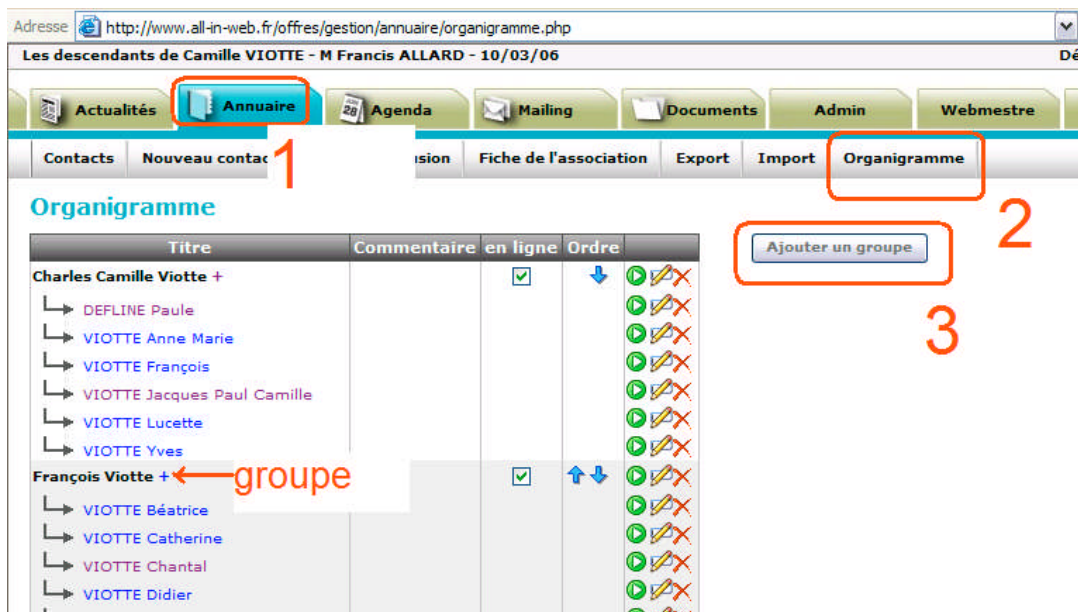 Adresse http://www.all-in-web.fr/offres/gestion/annuaire/organigramme.php
Les descendants de Camille VIOTTE - M Francis ALLARD - 10/03/06 Dé
Actualités Annuaire 28 Agenda Mailing Documents Admin Webmestre
1
Contacts Nouveau contac usion Fiche de l'association Export Import Organigramme
2
Organigramme
Titre Commentaire en ligne Ordre
Ajouter un groupe
3
Charles Camille Viotte +
DEFLINE Paule
VIOTTE Anne Marie
VIOTTE François
VIOTTE Jacques Paul Camille
VIOTTE Lucette
VIOTTE Yves
François Viotte + groupe
VIOTTE Béatrice
VIOTTE Catherine
VIOTTE Chantal
VIOTTE Didier